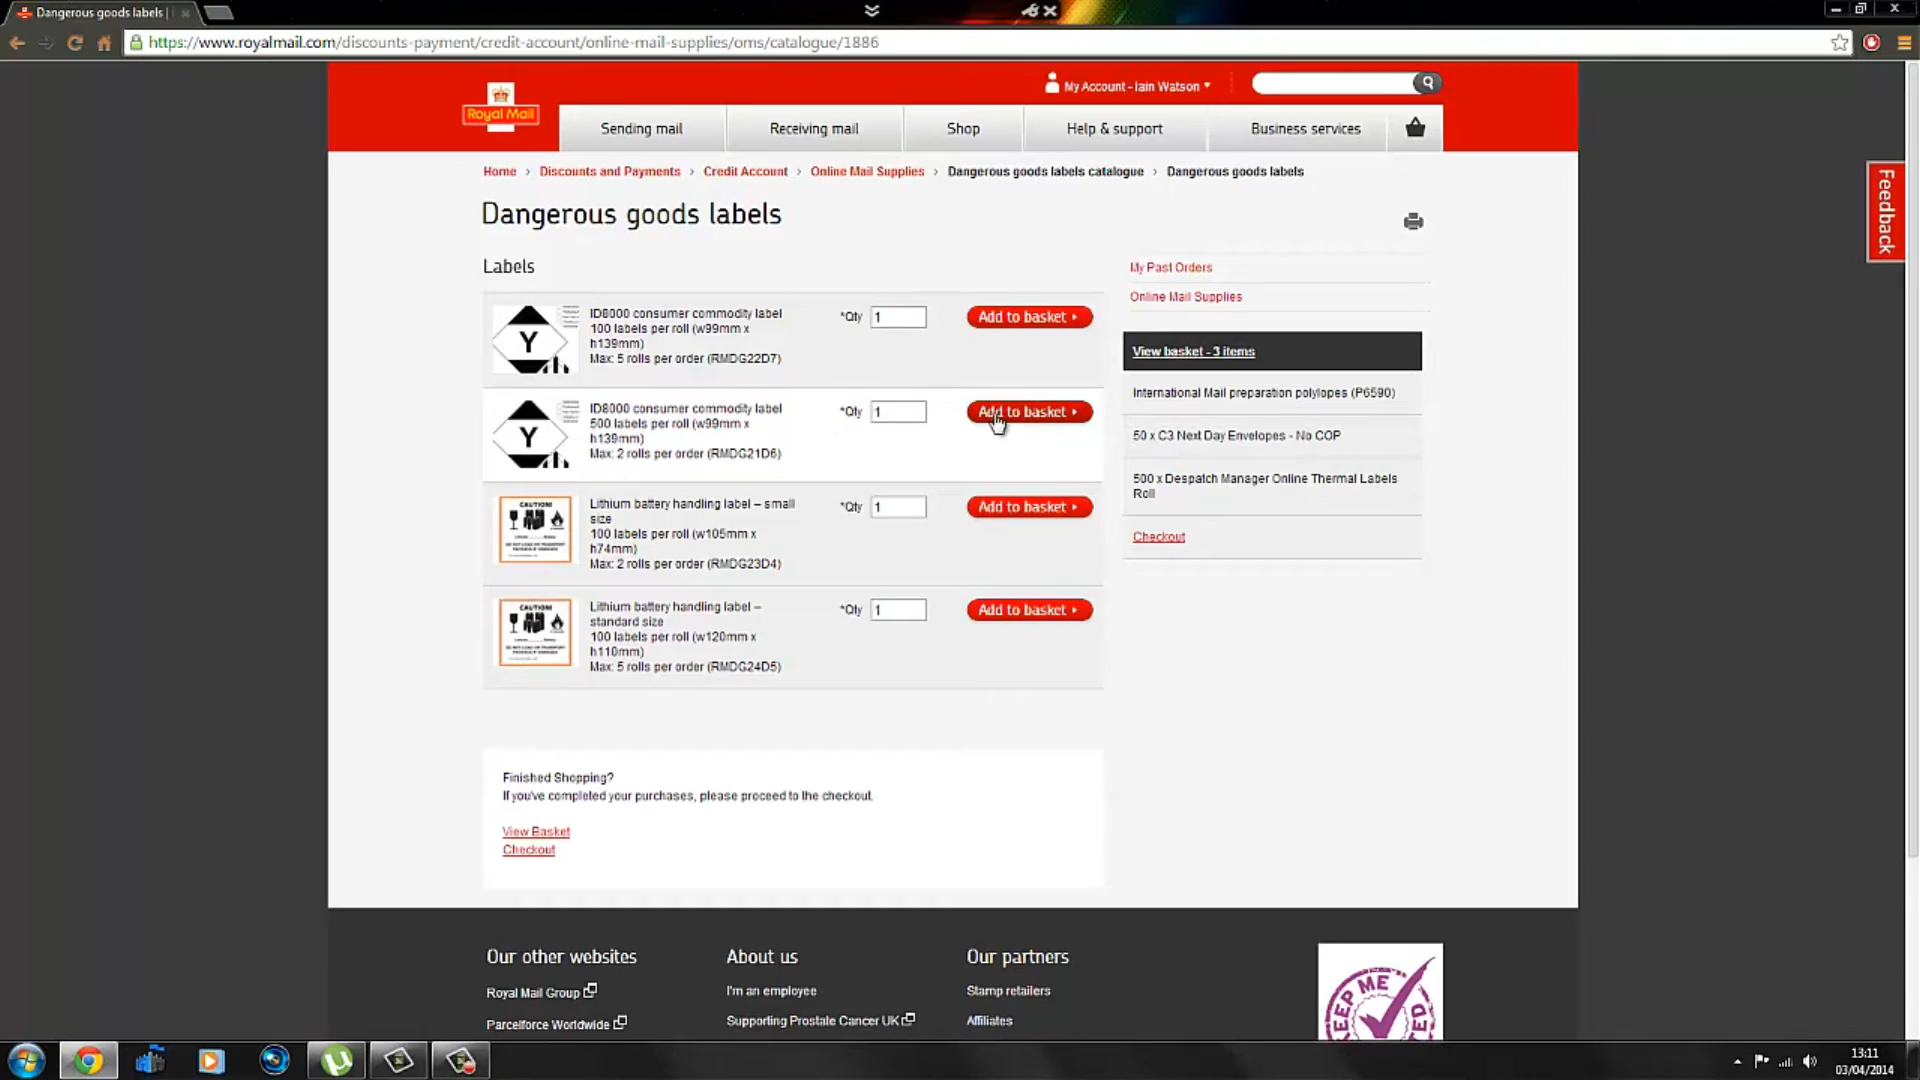 Dangerous goods labels |
https://www.royalmail.com/discounts-payment/credit-account/online-mail-supplies/oms/catalogue/1886
My Account - Iain Watson
Royal Mail
Sending mail
Receiving mail
Shop
Help & support
Business services
Home › Discounts and Payments › Credit Account › Online Mail Supplies › Dangerous goods labels catalogue › Dangerous goods labels
Feedback
Dangerous goods labels
Labels
Y
ID8000 consumer commodity label
100 labels per roll (w99mm x
h139mm)
Max: 5 rolls per order (RMDG22D7)
*Qty 1
Add to basket
Y
ID8000 consumer commodity label
500 labels per roll (w99mm x
h139mm)
Max: 2 rolls per order (RMDG21D6)
*Qty 1
Add to basket
CAUTION!
Lithium battery handling label – small
size
100 labels per roll (w105mm x
h74mm)
Max: 2 rolls per order (RMDG23D4)
*Qty 1
Add to basket
CAUTION!
Lithium battery handling label –
standard size
100 labels per roll (w120mm x
h110mm)
Max: 5 rolls per order (RMDG24D5)
*Qty 1
Add to basket
My Past Orders
Online Mail Supplies
View basket - 3 items
International Mail preparation polylopes (P6590)
50 x C3 Next Day Envelopes - No COP
500 x Despatch Manager Online Thermal Labels
Roll
Checkout
Finished Shopping?
If you've completed your purchases, please proceed to the checkout.
View Basket
Checkout
Our other websites
Royal Mail Group
Parcelforce Worldwide
About us
I'm an employee
Supporting Prostate Cancer UK
Our partners
Stamp retailers
Affiliates
KEEP ME
13:11
03/04/2014